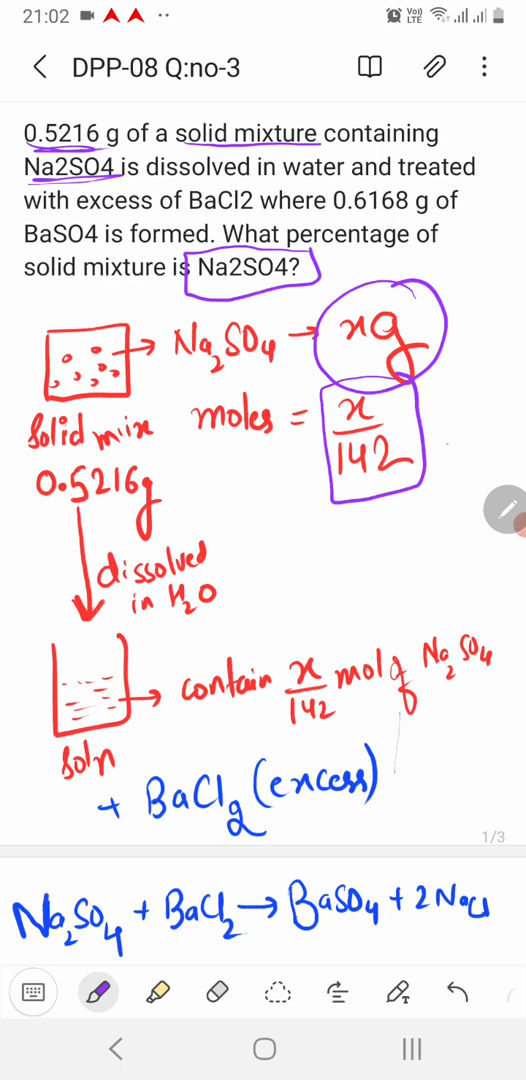 21:02
Vo))
LTE
DPP-08 Q:no-3
0.5216 g of a solid mixture containing
Na2SO4 is dissolved in water and treated
with excess of BaCl2 where 0.6168 g of
BaSO4 is formed. What percentage of
solid mixture is Na2SO4?
Na₂SO₄ → xg
Solid mix
moles = x/142
0.5216g
dissolved
in H₂O
contain x/142 mol of Na₂SO₄
Soln
+ BaCl₂ (excess)
1/3
Na₂SO₄ + BaCl₂ → BaSO₄ + 2NaCl